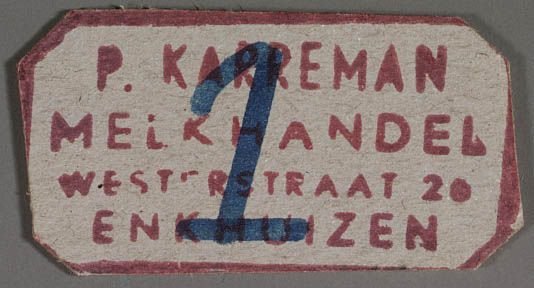 P. KARREMAN
MELKHANDEL
WESTERSTRAAT 20
ENKHUIZEN
1